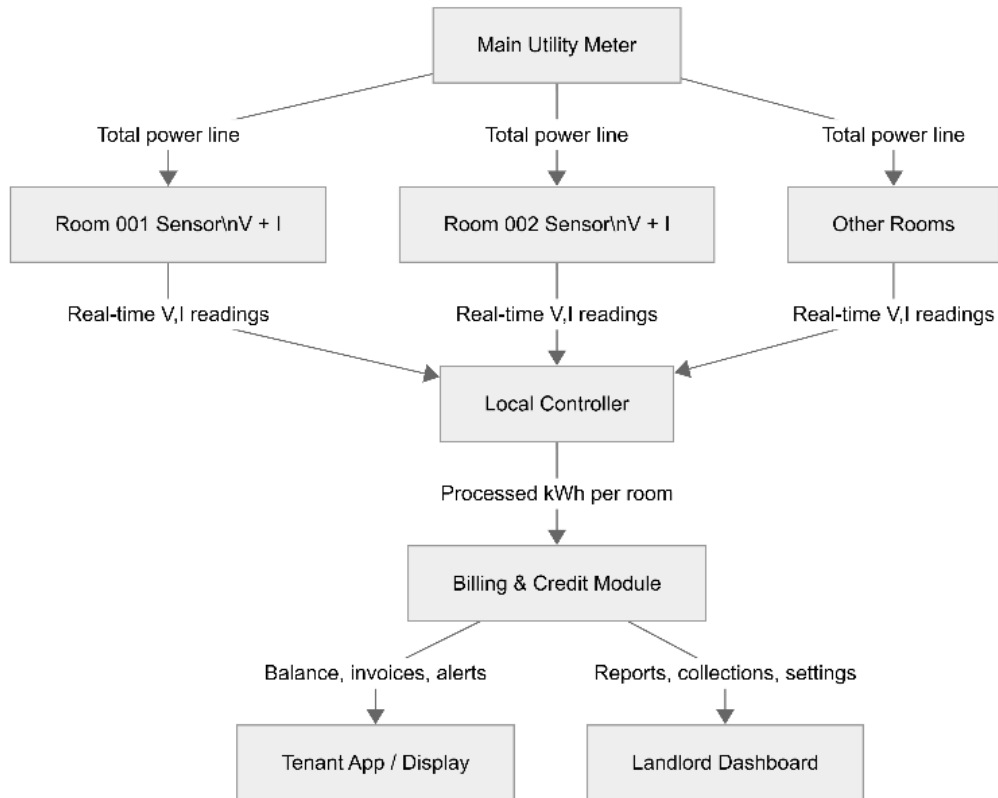 Main Utility Meter
Total power line
Total power line
Total power line
Room 001 Sensor\nV + I
Room 002 Sensor\nV + I
Other Rooms
Real-time V,I readings
Real-time V,I readings
Real-time V,I readings
Local Controller
Processed kWh per room
Billing & Credit Module
Balance, invoices, alerts
Reports, collections, settings
Tenant App / Display
Landlord Dashboard